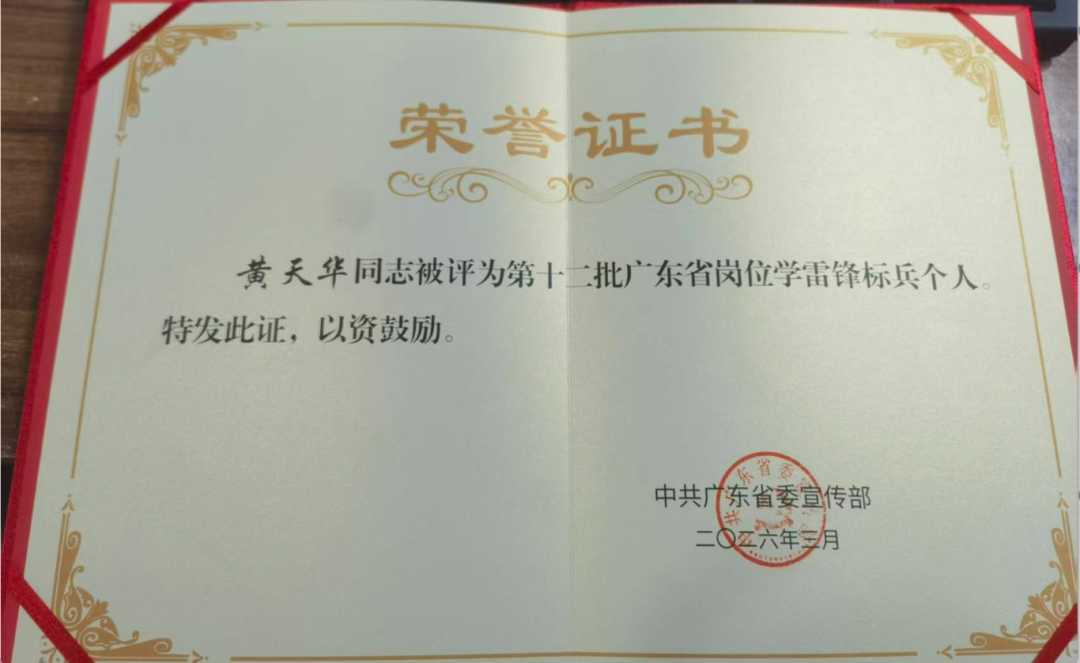 荣誉证书
黄天华同志被评为第十二批广东省岗位学雷锋标兵个人。
特发此证，以资鼓励。
中共广东省委宣传部
二〇二六年三月